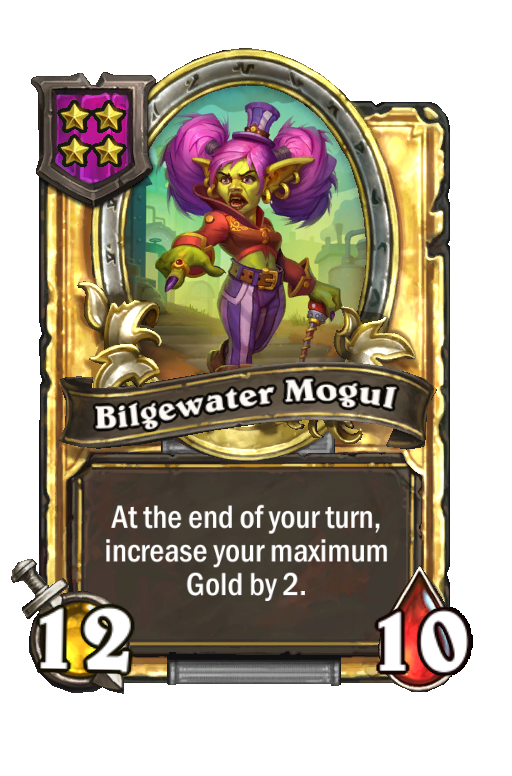 Bilgewater Mogul
At the end of your turn,
increase your maximum
Gold by 2.
12
10